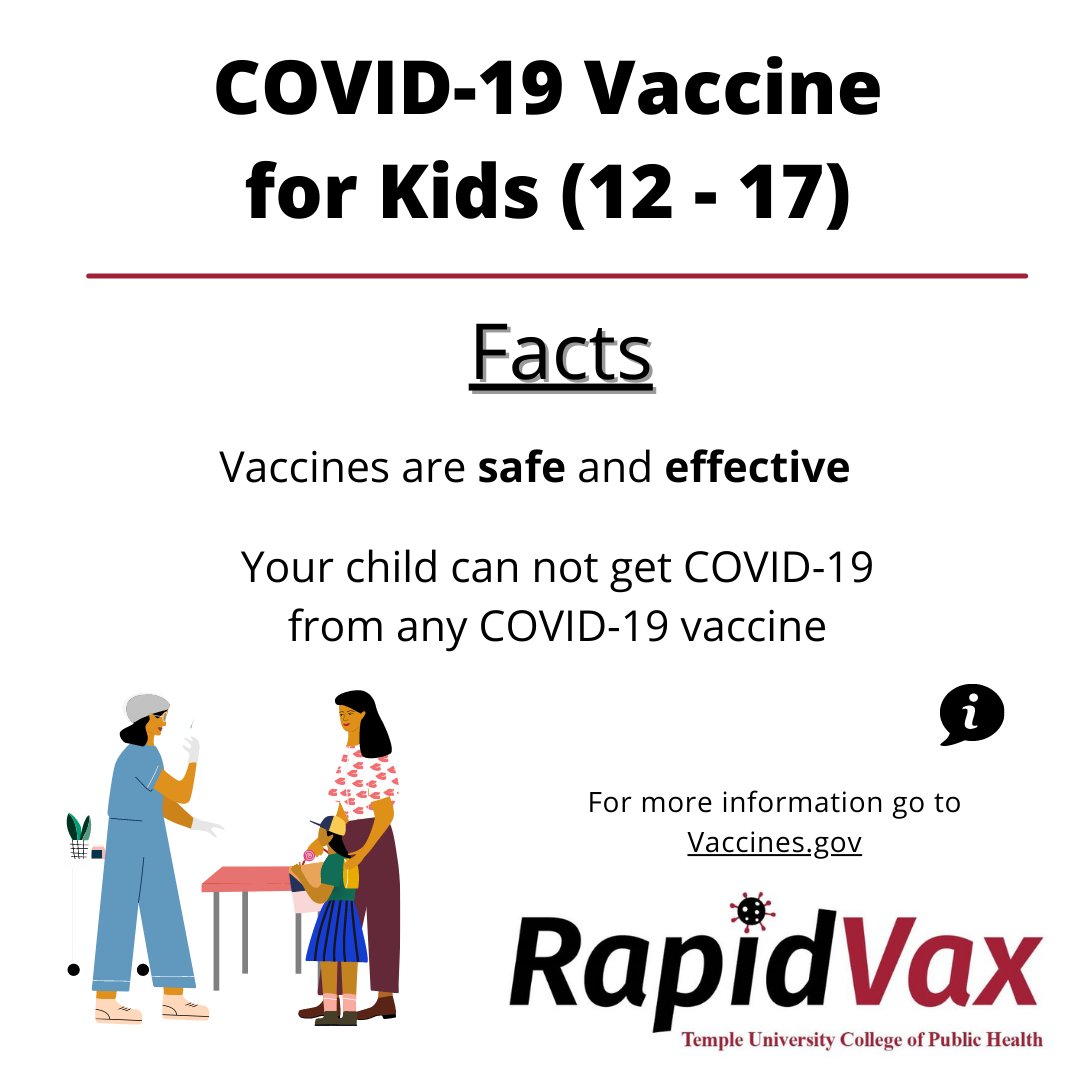 COVID-19 Vaccine
for Kids (12 - 17)
Facts
Vaccines are safe and effective
Your child can not get COVID-19
from any COVID-19 vaccine
i
For more information go to
Vaccines.gov
RapidVax
Temple University College of Public Health